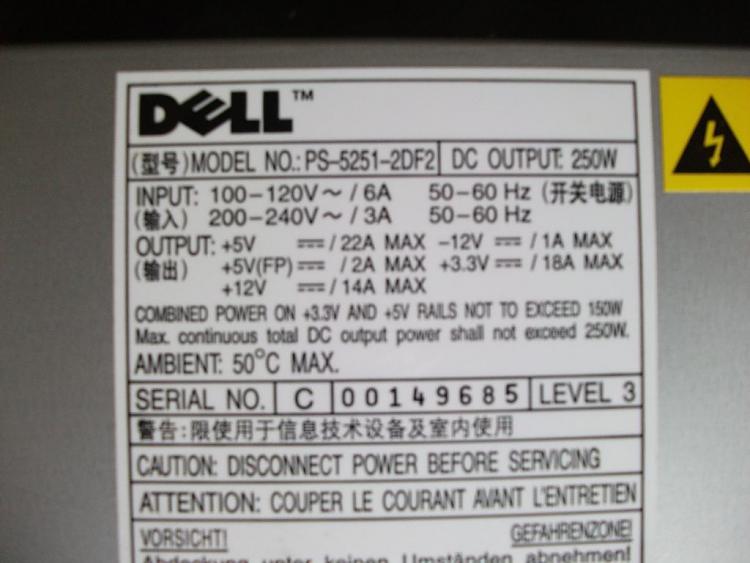 DELL™
(型号)MODEL NO.: PS-5251-2DF2 DC OUTPUT: 250W
INPUT: 100-120V～ / 6A 50-60 Hz (开关电源)
(输入) 200-240V～ / 3A 50-60 Hz
OUTPUT: +5V ⎓ / 22A MAX -12V ⎓ / 1A MAX
(输出) +5V(FP) ⎓ / 2A MAX +3.3V ⎓ / 18A MAX
+12V ⎓ / 14A MAX
COMBINED POWER ON +3.3V AND +5V RAILS NOT TO EXCEED 150W
Max. continuous total DC output power shall not exceed 250W.
AMBIENT: 50°C MAX.
SERIAL NO. C 00149685 LEVEL 3
警告:限使用于信息技术设备及室内使用
CAUTION: DISCONNECT POWER BEFORE SERVICING
ATTENTION: COUPER LE COURANT AVANT L'ENTRETIEN
VORSICHT! GEFAHRENZONE!
Abdeckung unter keinen Umständen abnehmen!